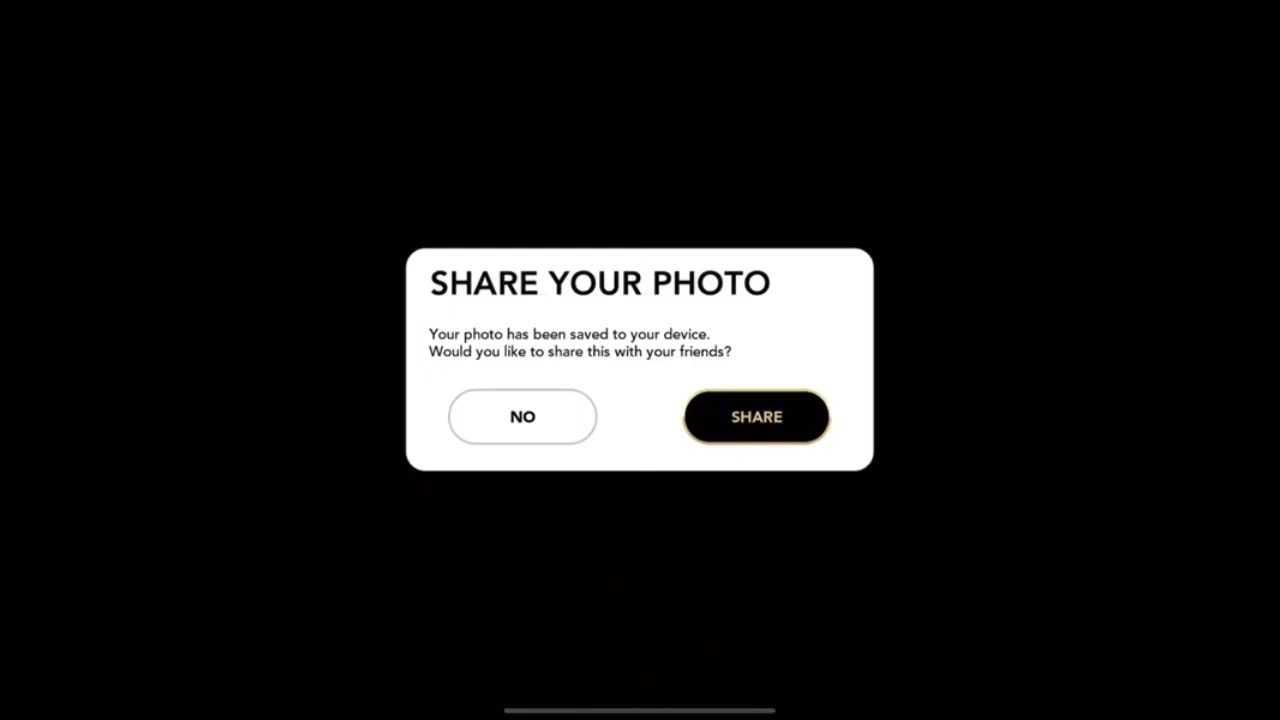 SHARE YOUR PHOTO
Your photo has been saved to your device.
Would you like to share this with your friends?
NO
SHARE